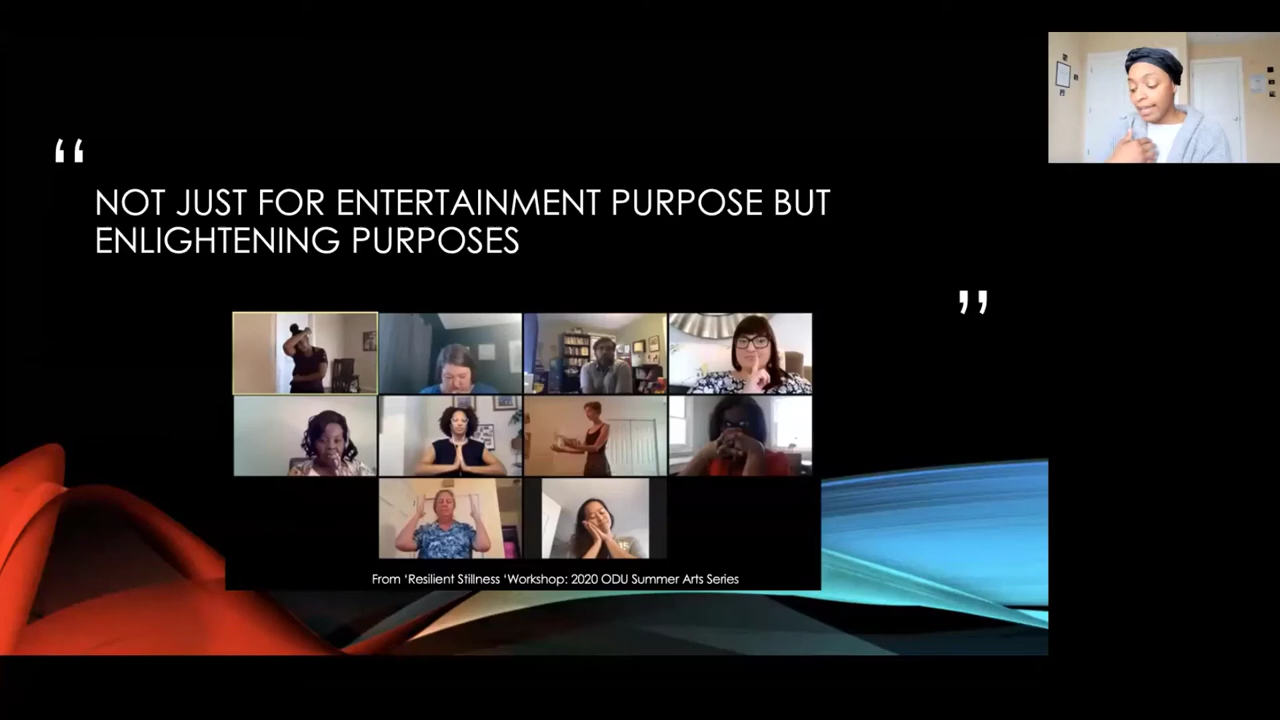 “
NOT JUST FOR ENTERTAINMENT PURPOSE BUT
ENLIGHTENING PURPOSES
”
From ‘Resilient Stillness ‘Workshop: 2020 ODU Summer Arts Series